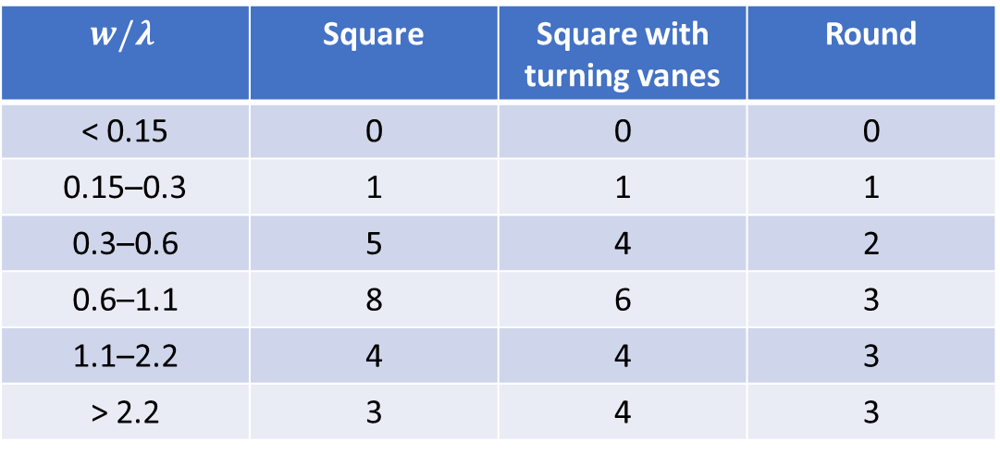 w/λ Square Square with turning vanes Round
< 0.15 0 0 0
0.15–0.3 1 1 1
0.3–0.6 5 4 2
0.6–1.1 8 6 3
1.1–2.2 4 4 3
> 2.2 3 4 3